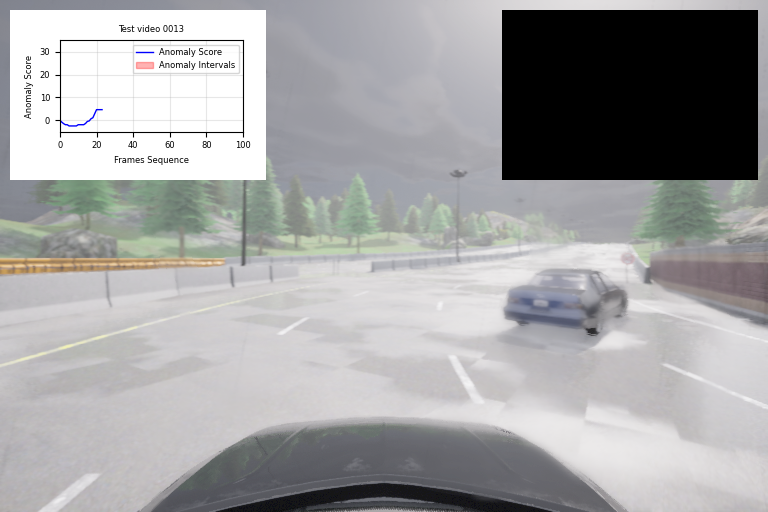 Test video 0013
Anomaly Score
Anomaly Intervals
30
20
10
0
Anomaly Score
0 20 40 60 80 100
Frames Sequence